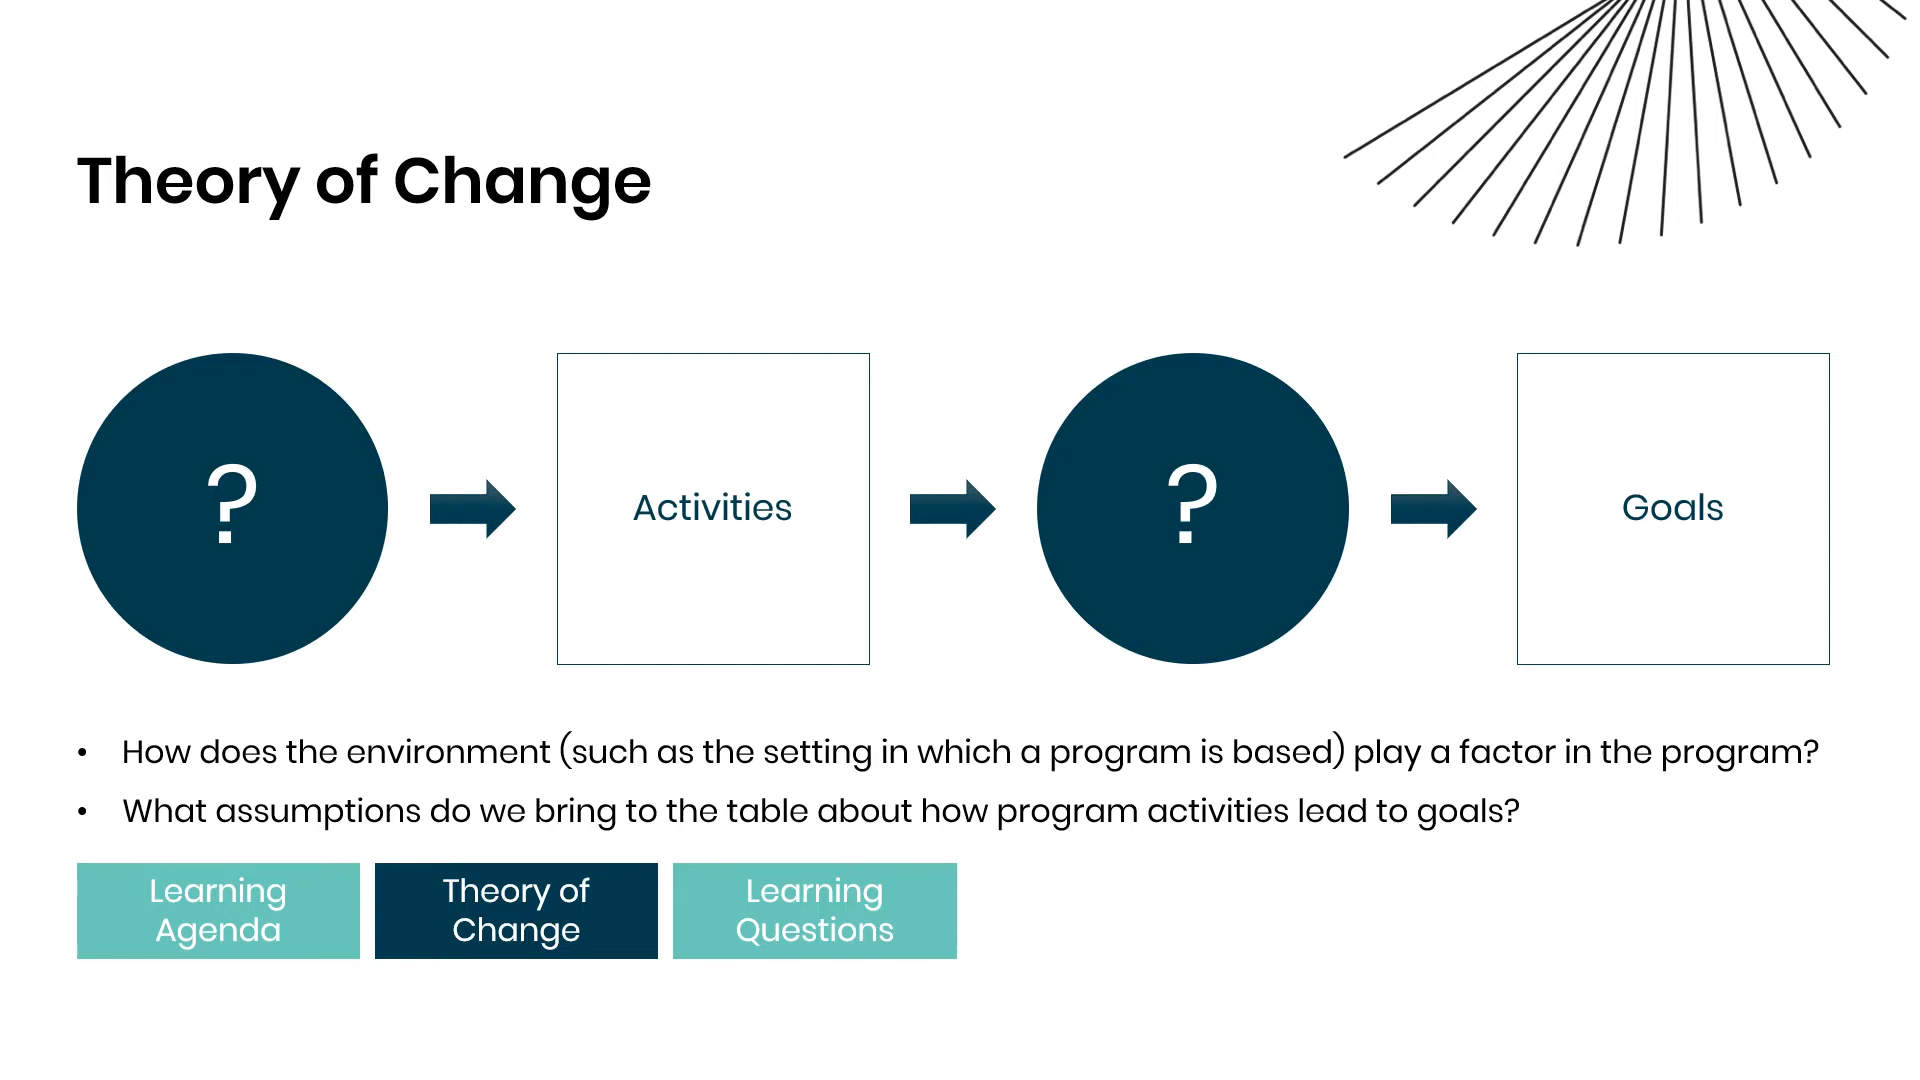 Theory of Change
?
Activities
?
Goals
• How does the environment (such as the setting in which a program is based) play a factor in the program?
• What assumptions do we bring to the table about how program activities lead to goals?
Learning
Agenda
Theory of
Change
Learning
Questions